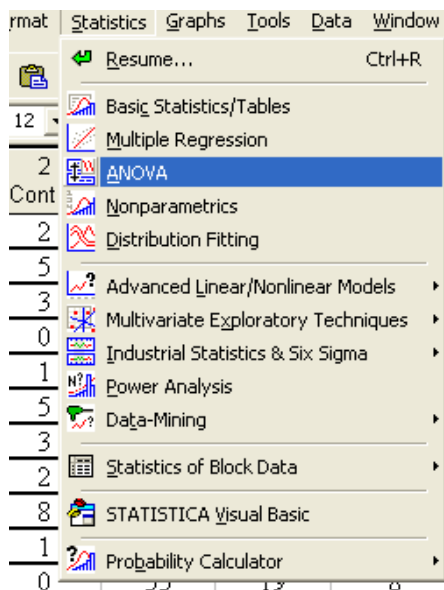 rmat Statistics Graphs Tools Data Window
Resume... Ctrl+R
12
Basic Statistics/Tables
Multiple Regression
2
ANOVA
Cont
Nonparametrics
2
Distribution Fitting
5
Advanced Linear/Nonlinear Models
3
Multivariate Exploratory Techniques
0
Industrial Statistics & Six Sigma
1
Power Analysis
5
Data-Mining
3
2
Statistics of Block Data
8
STATISTICA Visual Basic
1
Probability Calculator
0